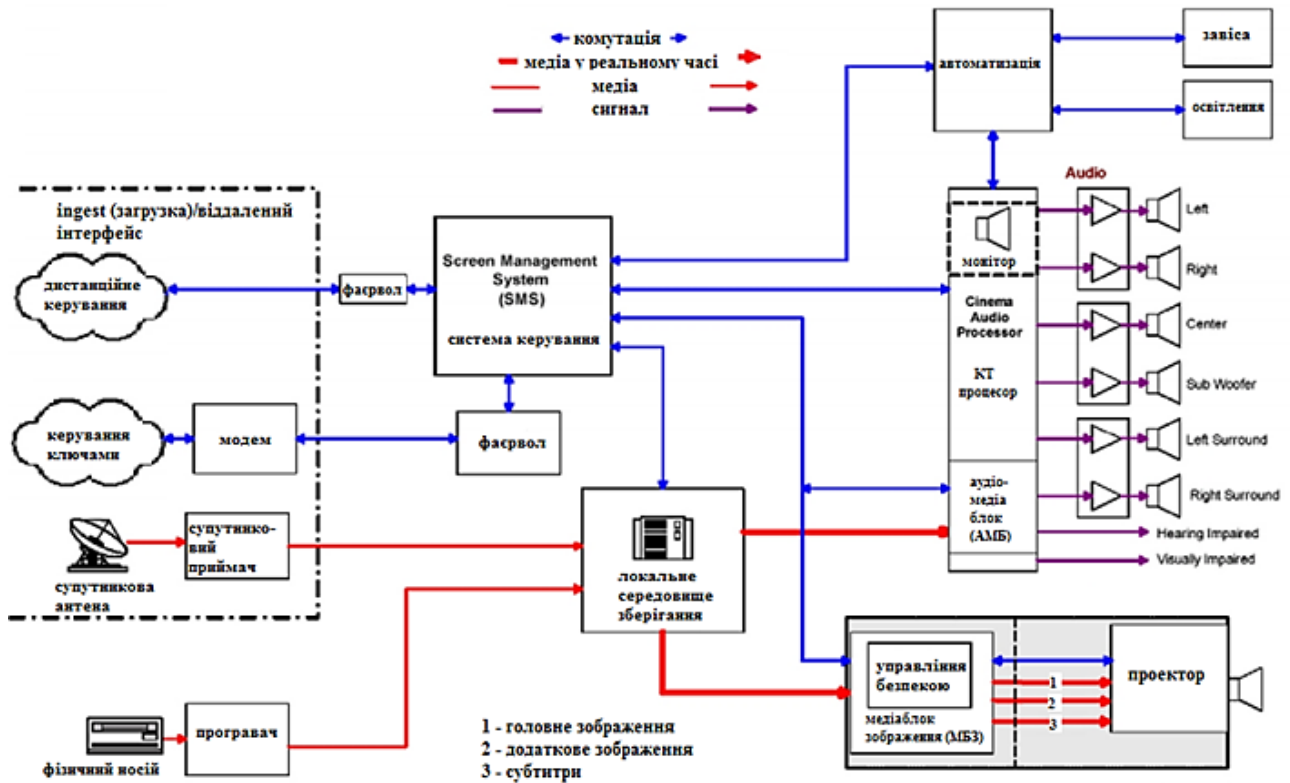 комутація
медіа у реальному часі
медіа
сигнал
автоматизація
завіса
освітлення
ingest (загрузка)/віддалений
інтерфейс
дистанційне
керування
фаєрвол
Screen Management
System
(SMS)
система керування
керування
ключами
модем
фаєрвол
супутникова
антена
супутнико-
вий
приймач
локальне
середовище
зберігання
фізичний носій
програвач
монітор
Cinema
Audio
Processor
КТ
процесор
аудіо-
медіа
блок
(АМБ)
Audio
Left
Right
Center
Sub Woofer
Left Surround
Right Surround
Hearing Impaired
Visually Impaired
управління
безпекою
медіаблок
зображення (МБЗ)
1
2
3
проектор
1 - головне зображення
2 - додаткове зображення
3 - субтитри